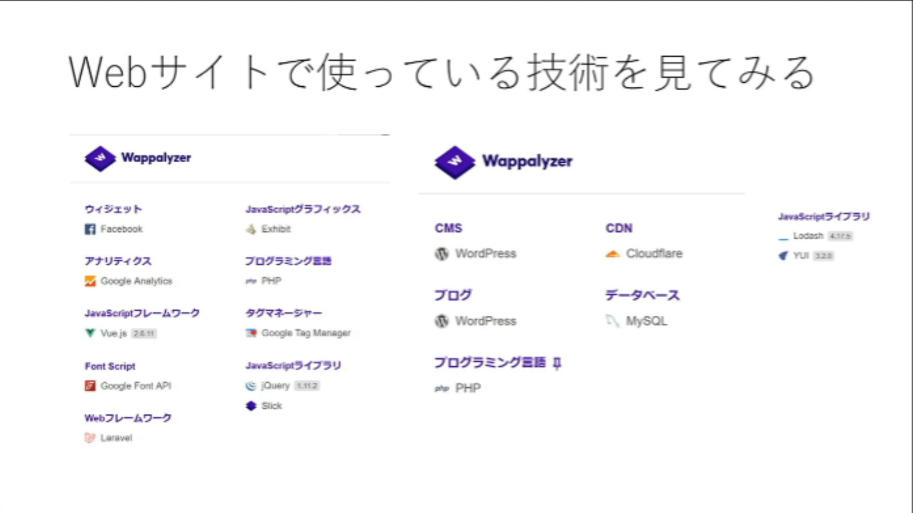 Webサイトで使っている技術を見てみる
Wappalyzer
ウィジェット
Facebook
アナリティクス
Google Analytics
JavaScriptフレームワーク
Vue.js 2.6.11
Font Script
Google Font API
Webフレームワーク
Laravel
JavaScriptグラフィックス
Exhibit
プログラミング言語
PHP
タグマネージャー
Google Tag Manager
JavaScriptライブラリ
jQuery 1.11.2
Slick
Wappalyzer
CMS
WordPress
ブログ
WordPress
プログラミング言語
PHP
CDN
Cloudflare
データベース
MySQL
JavaScriptライブラリ
Lodash 4.17.5
YUI 3.2.0